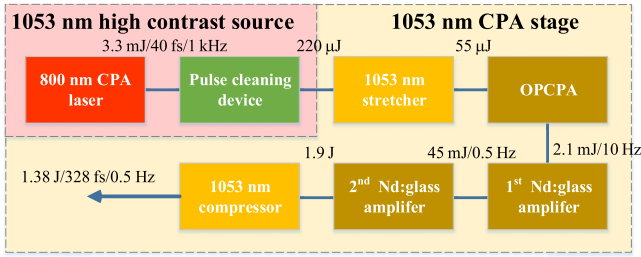 1053 nm high contrast source
1053 nm CPA stage
3.3 mJ/40 fs/1 kHz
220 μJ
55 μJ
800 nm CPA
laser
Pulse cleaning
device
1053 nm
stretcher
OPCPA
2.1 mJ/10 Hz
45 mJ/0.5 Hz
1.9 J
1.38 J/328 fs/0.5 Hz
1053 nm
compressor
2nd Nd:glass
amplifer
1st Nd:glass
amplifer